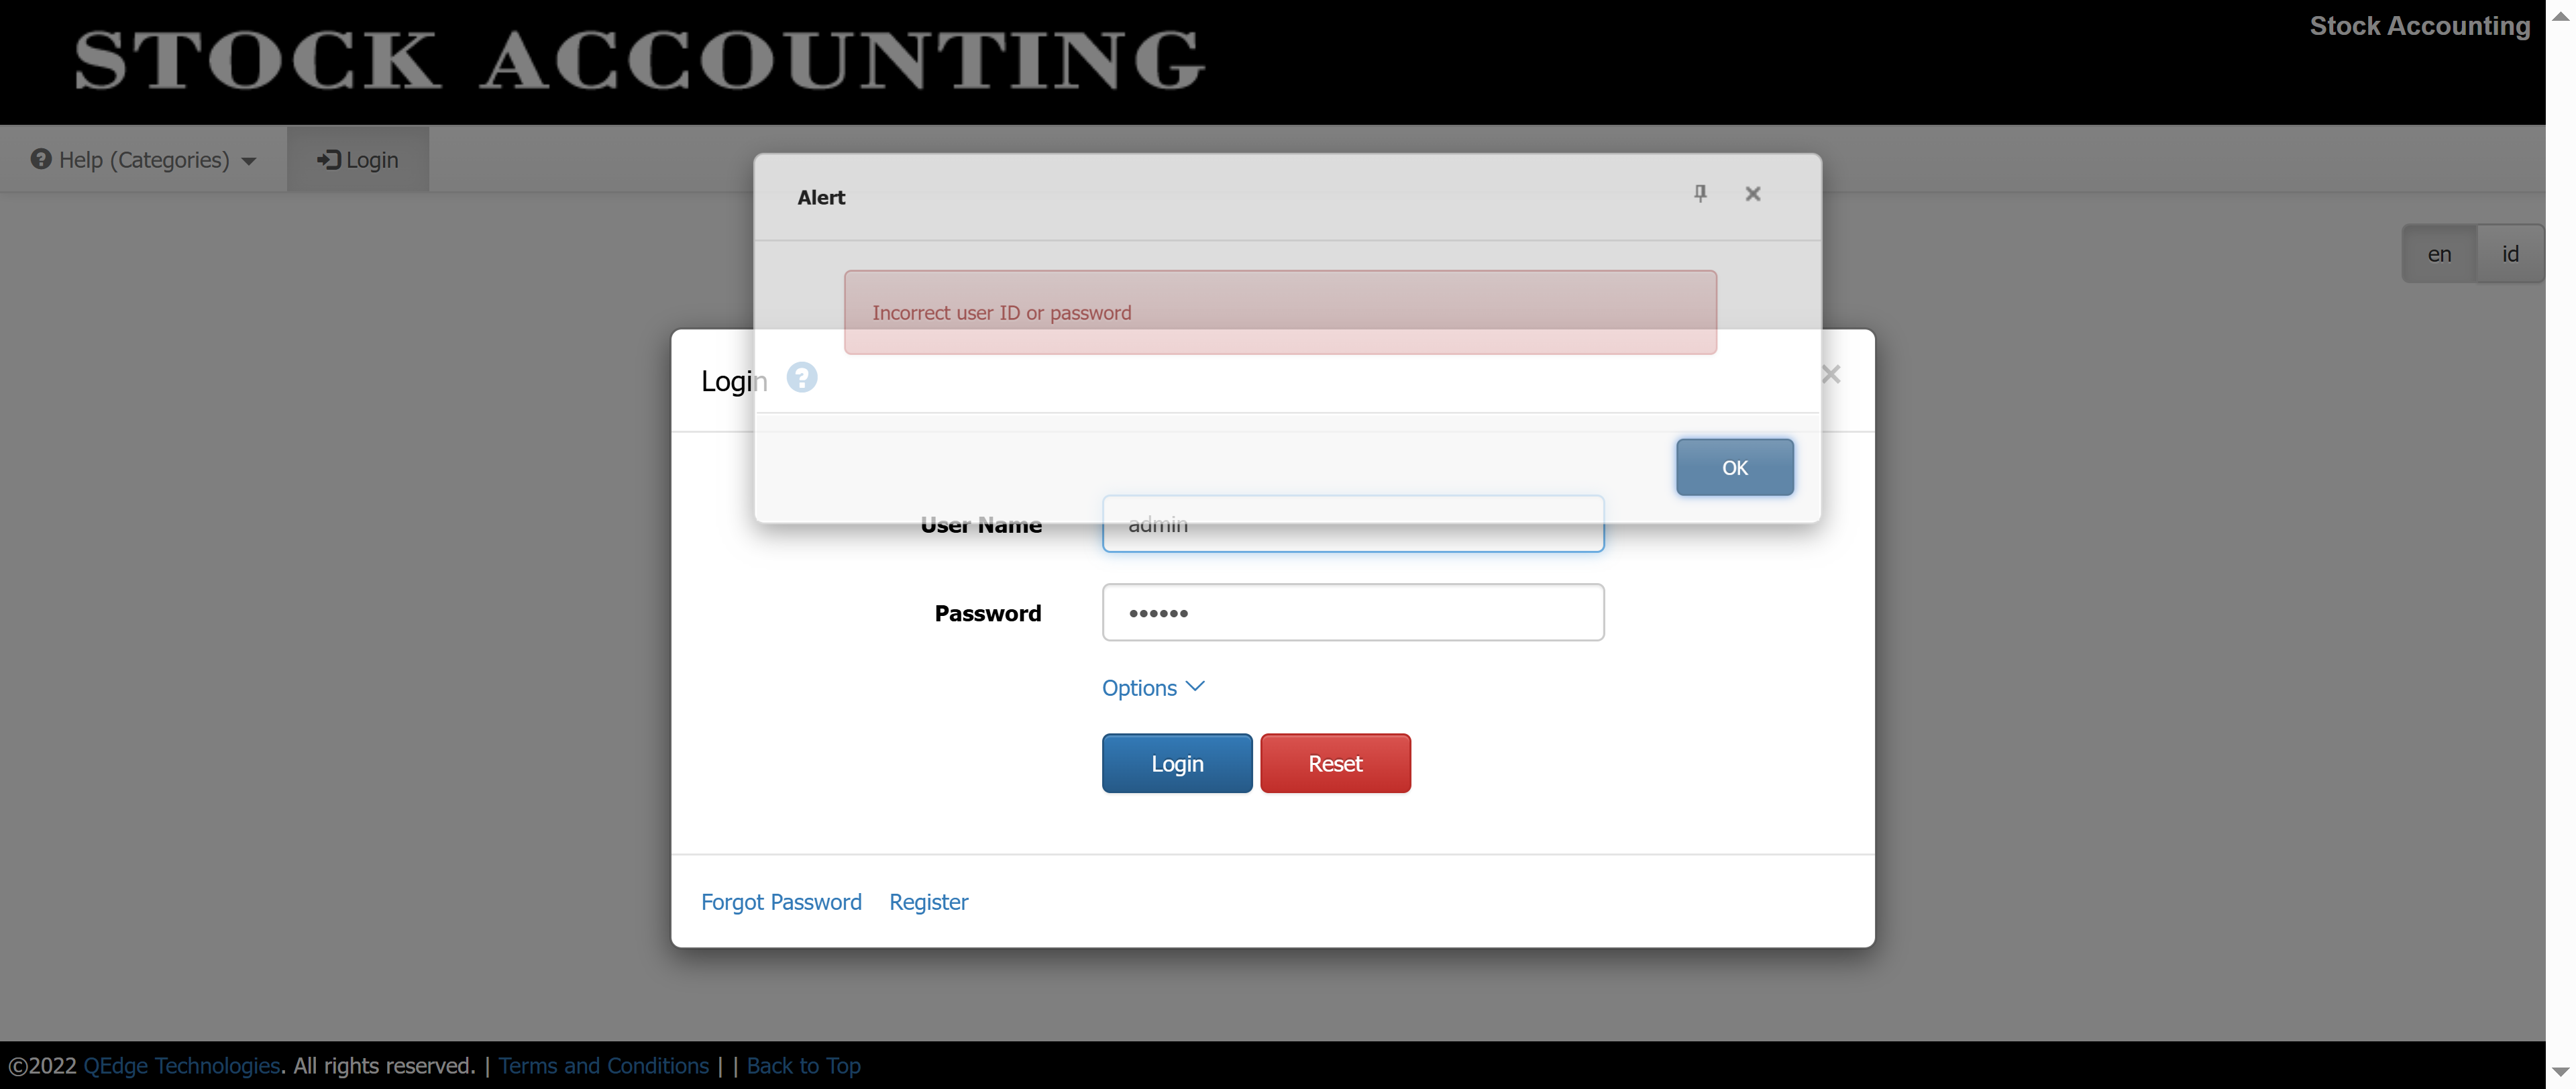 STOCK ACCOUNTING
Stock Accounting
Help (Categories)
Login
en
id
Alert
Incorrect user ID or password
OK
Login
User Name
admin
Password
••••••
Options
Login
Reset
Forgot Password
Register
©2022 QEdge Technologies. All rights reserved. | Terms and Conditions | | Back to Top